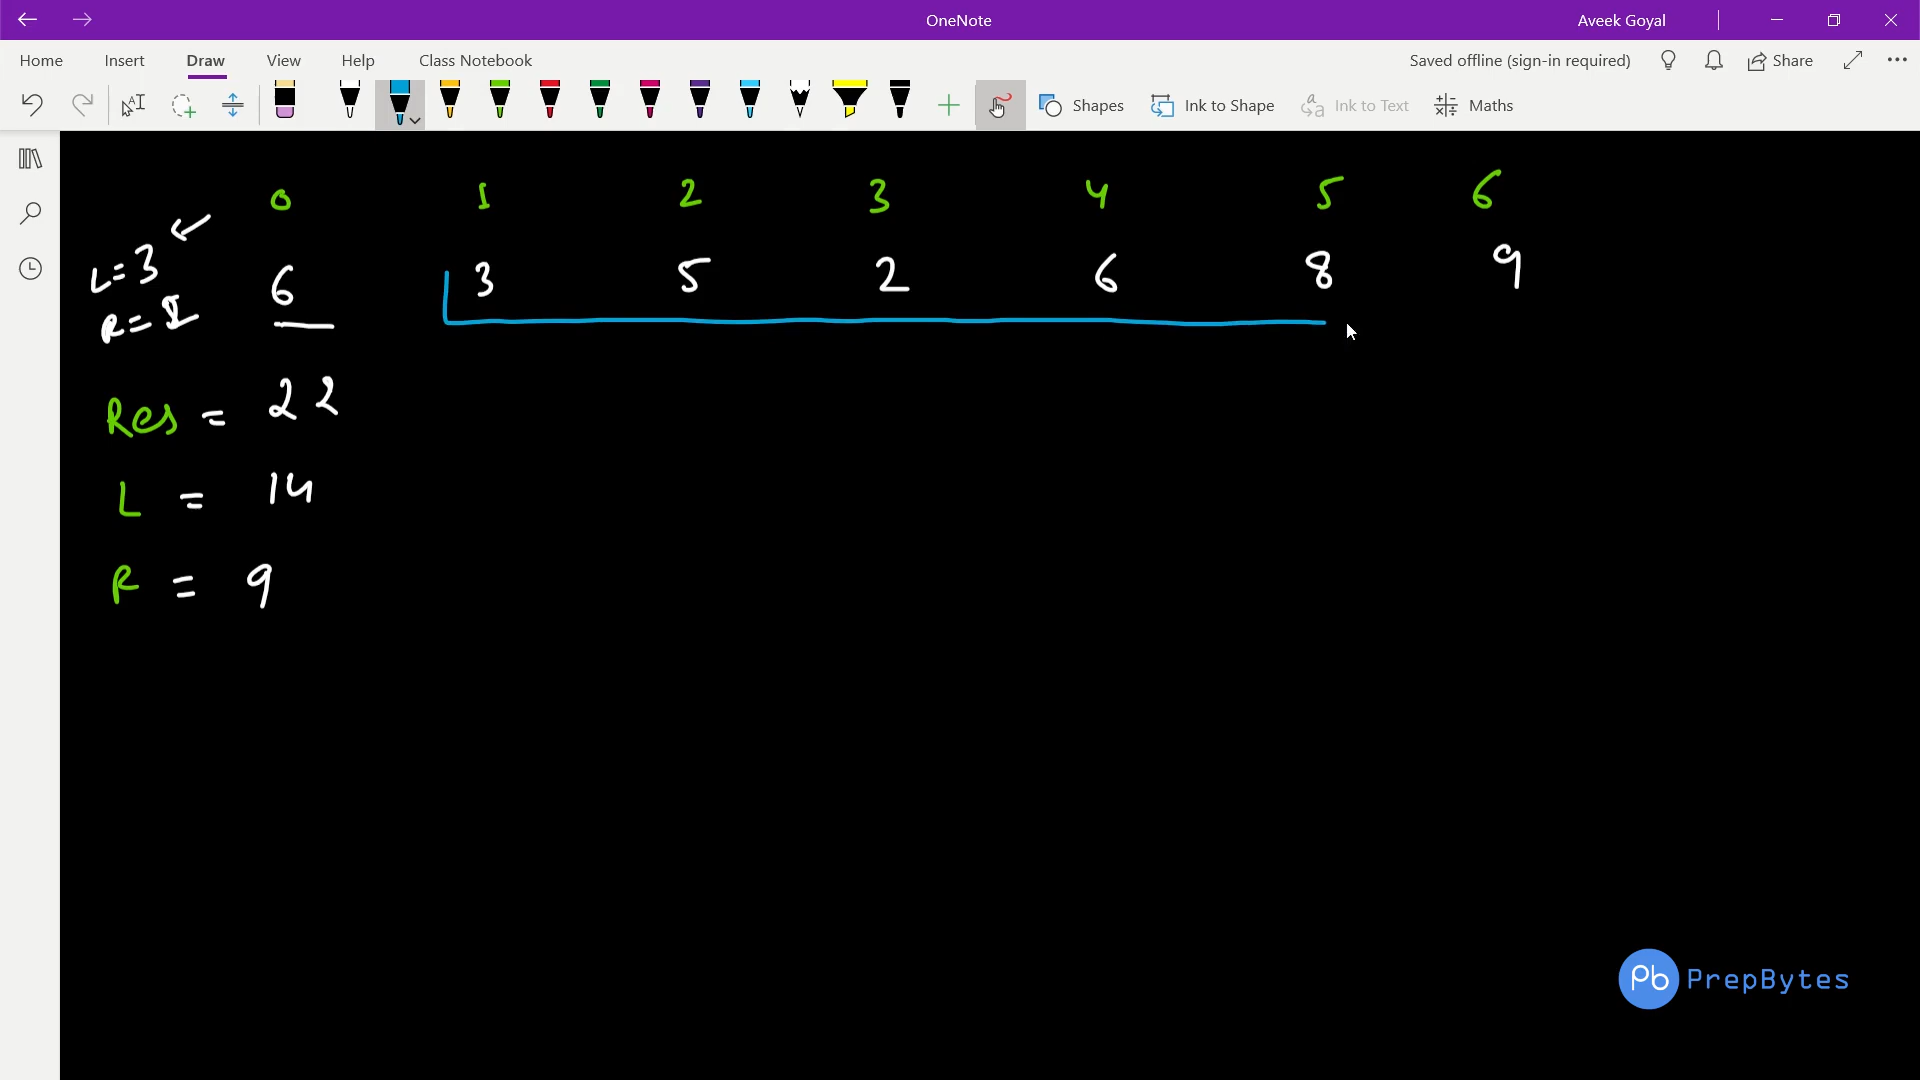 OneNote
Aveek Goyal
Home Insert Draw View Help Class Notebook
Saved offline (sign-in required) Share
Shapes Ink to Shape Ink to Text Maths
0 1 2 3 4 5 6
L=3
6 3 5 2 6 8 9
R=1
Res = 22
L = 14
R = 9
Pb PrepBytes